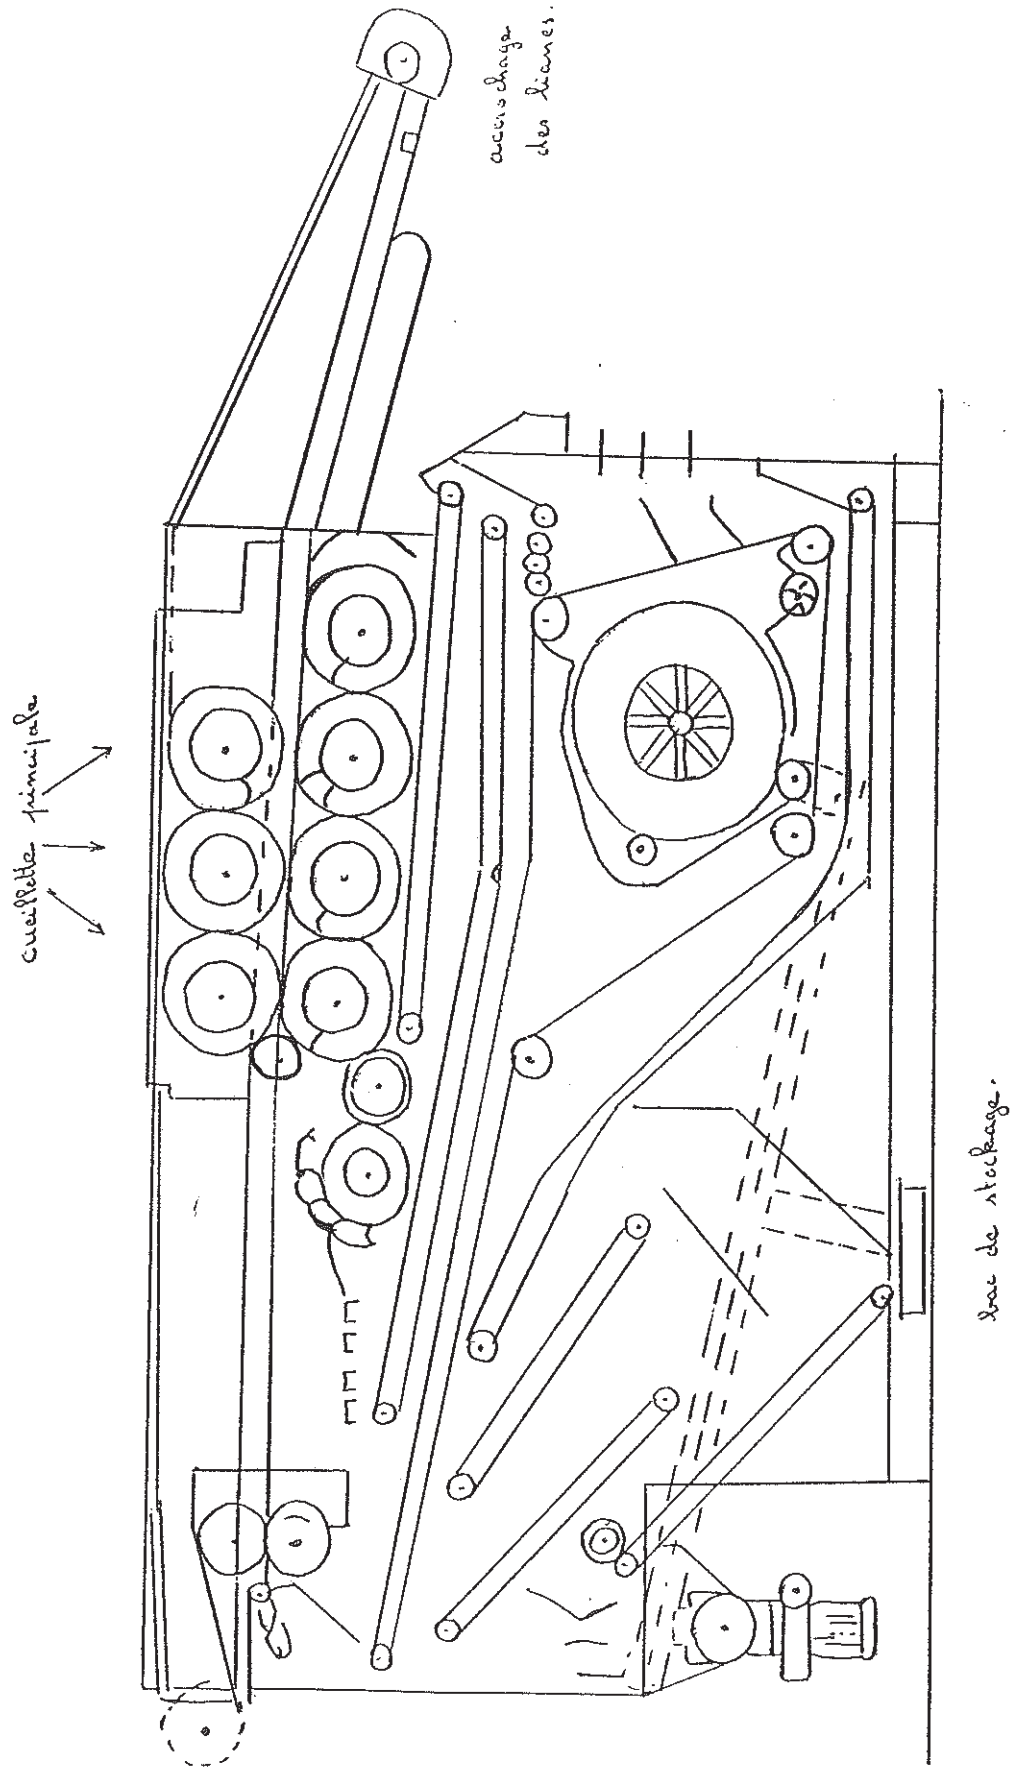 accrochage
des lianes.
cueillette principale
bac de stockage.